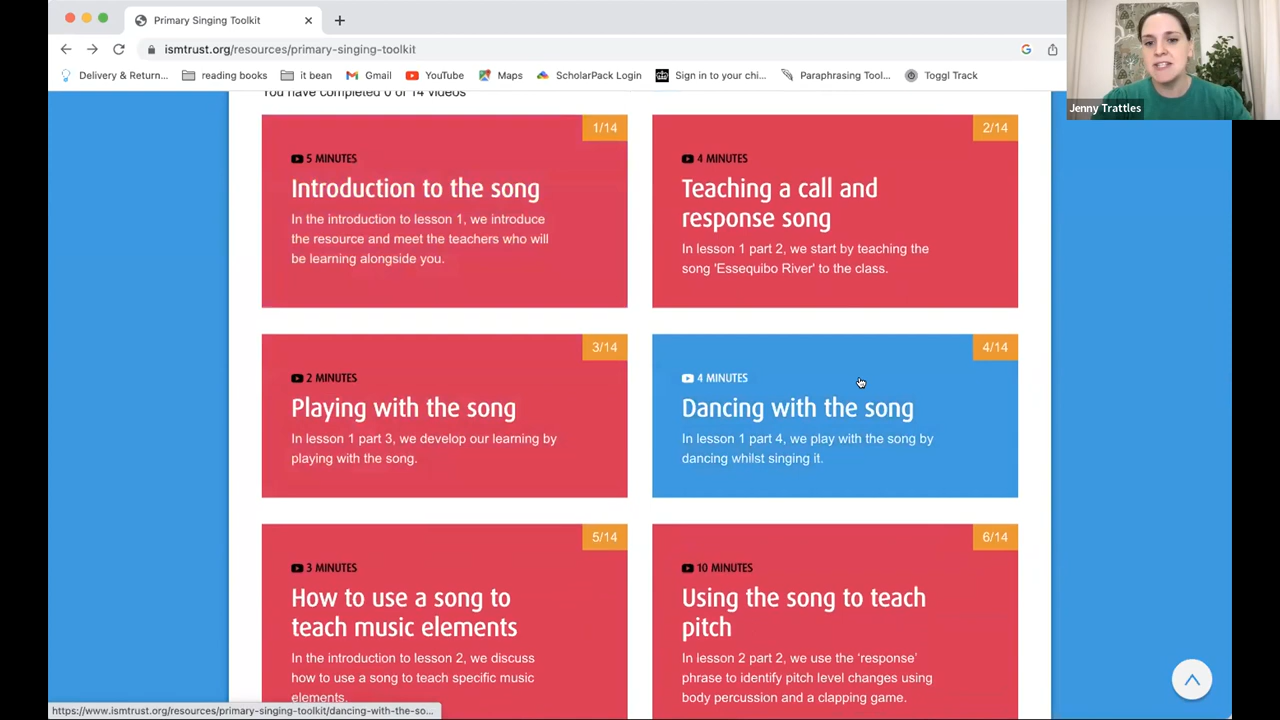 Primary Singing Toolkit
ismtrust.org/resources/primary-singing-toolkit
Delivery & Return... reading books it bean Gmail YouTube Maps ScholarPack Login Sign in to your chi... Paraphrasing Tool... Toggl Track
Jenny Trattles
You have completed 0 of 14 videos
1/14
5 MINUTES
Introduction to the song
In the introduction to lesson 1, we introduce
the resource and meet the teachers who will
be learning alongside you.
2/14
4 MINUTES
Teaching a call and
response song
In lesson 1 part 2, we start by teaching the
song 'Essequibo River' to the class.
3/14
2 MINUTES
Playing with the song
In lesson 1 part 3, we develop our learning by
playing with the song.
4/14
4 MINUTES
Dancing with the song
In lesson 1 part 4, we play with the song by
dancing whilst singing it.
5/14
3 MINUTES
How to use a song to
teach music elements
In the introduction to lesson 2, we discuss
how to use a song to teach specific music
elements.
6/14
10 MINUTES
Using the song to teach
pitch
In lesson 2 part 2, we use the ‘response’
phrase to identify pitch level changes using
body percussion and a clapping game.
https://www.ismtrust.org/resources/primary-singing-toolkit/dancing-with-the-so...